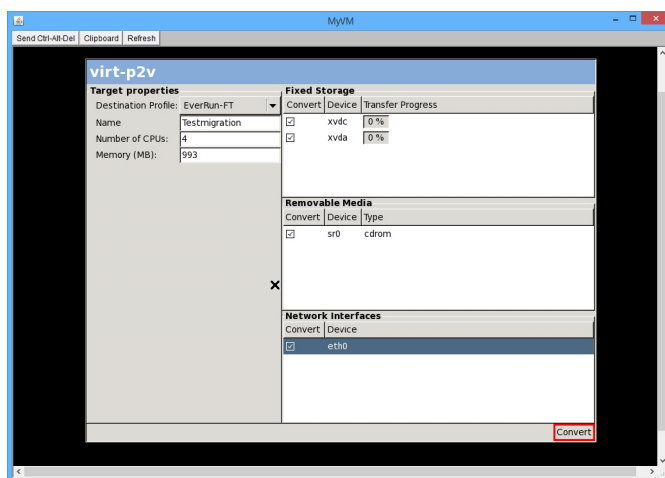 MyVM
Send Ctrl-Alt-Del Clipboard Refresh
virt-p2v
Target properties
Destination Profile: EverRun-FT
Name Testmigration
Number of CPUs: 4
Memory (MB): 993
Fixed Storage
Convert Device Transfer Progress
xvdc 0 %
xvda 0 %
Removable Media
Convert Device Type
sr0 cdrom
Network Interfaces
Convert Device
eth0
Convert